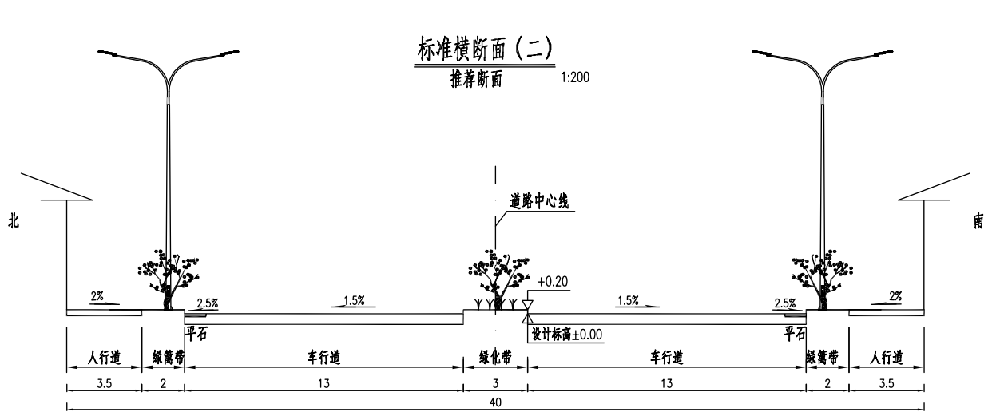 标准横断面（二）
推荐断面
1:200
道路中心线
北
南
+0.20
2%
2.5%
1.5%
1.5%
2.5%
2%
平石
设计标高±0.00
平石
人行道
绿篱带
车行道
绿化带
车行道
绿篱带
人行道
3.5
2
13
3
13
2
3.5
40